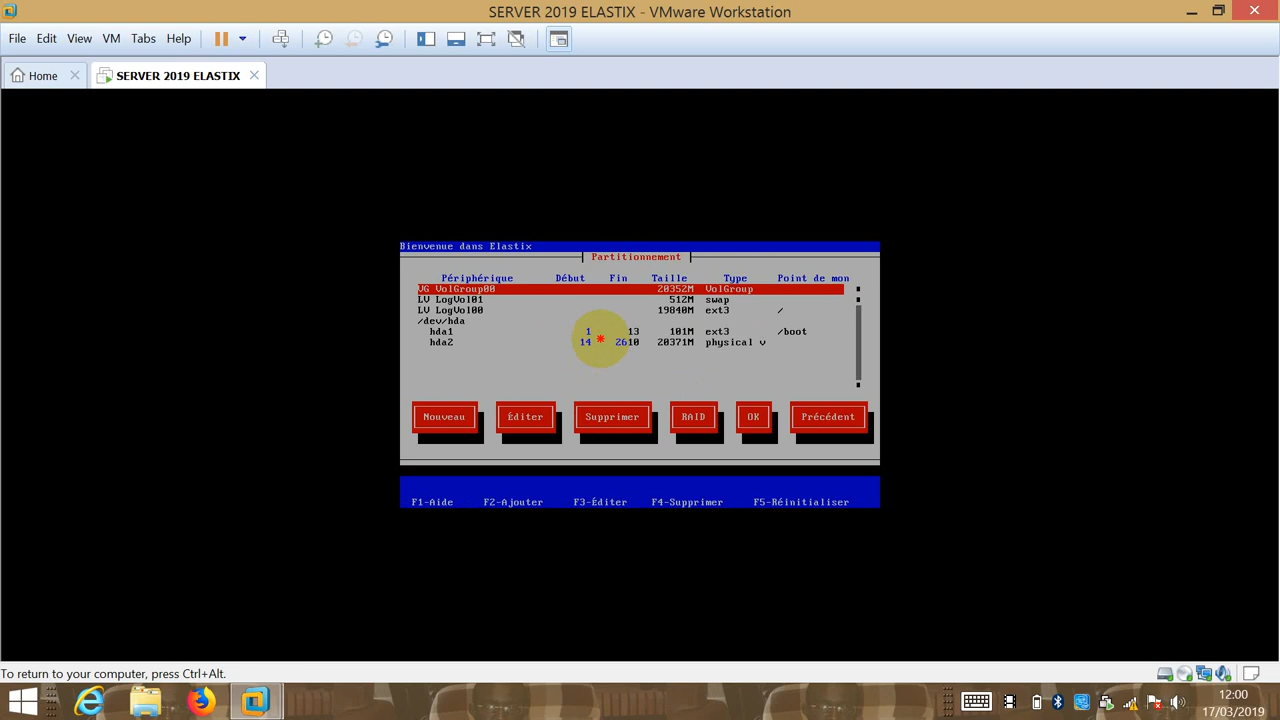 SERVER 2019 ELASTIX - VMware Workstation
File Edit View VM Tabs Help
Home SERVER 2019 ELASTIX
Bienvenue dans Elastix
Partitionnement
Périphérique Début Fin Taille Type Point de mon
VG VolGroup00 20352M VolGroup
LV LogVol01 512M swap
LV LogVol00 19840M ext3 /
/dev/hda
hda1 1 13 101M ext3 /boot
hda2 14 2610 20371M physical v
Nouveau Éditer Supprimer RAID OK Précédent
F1-Aide F2-Ajouter F3-Éditer F4-Supprimer F5-Réinitialiser
To return to your computer, press Ctrl+Alt.
12:00
17/03/2019